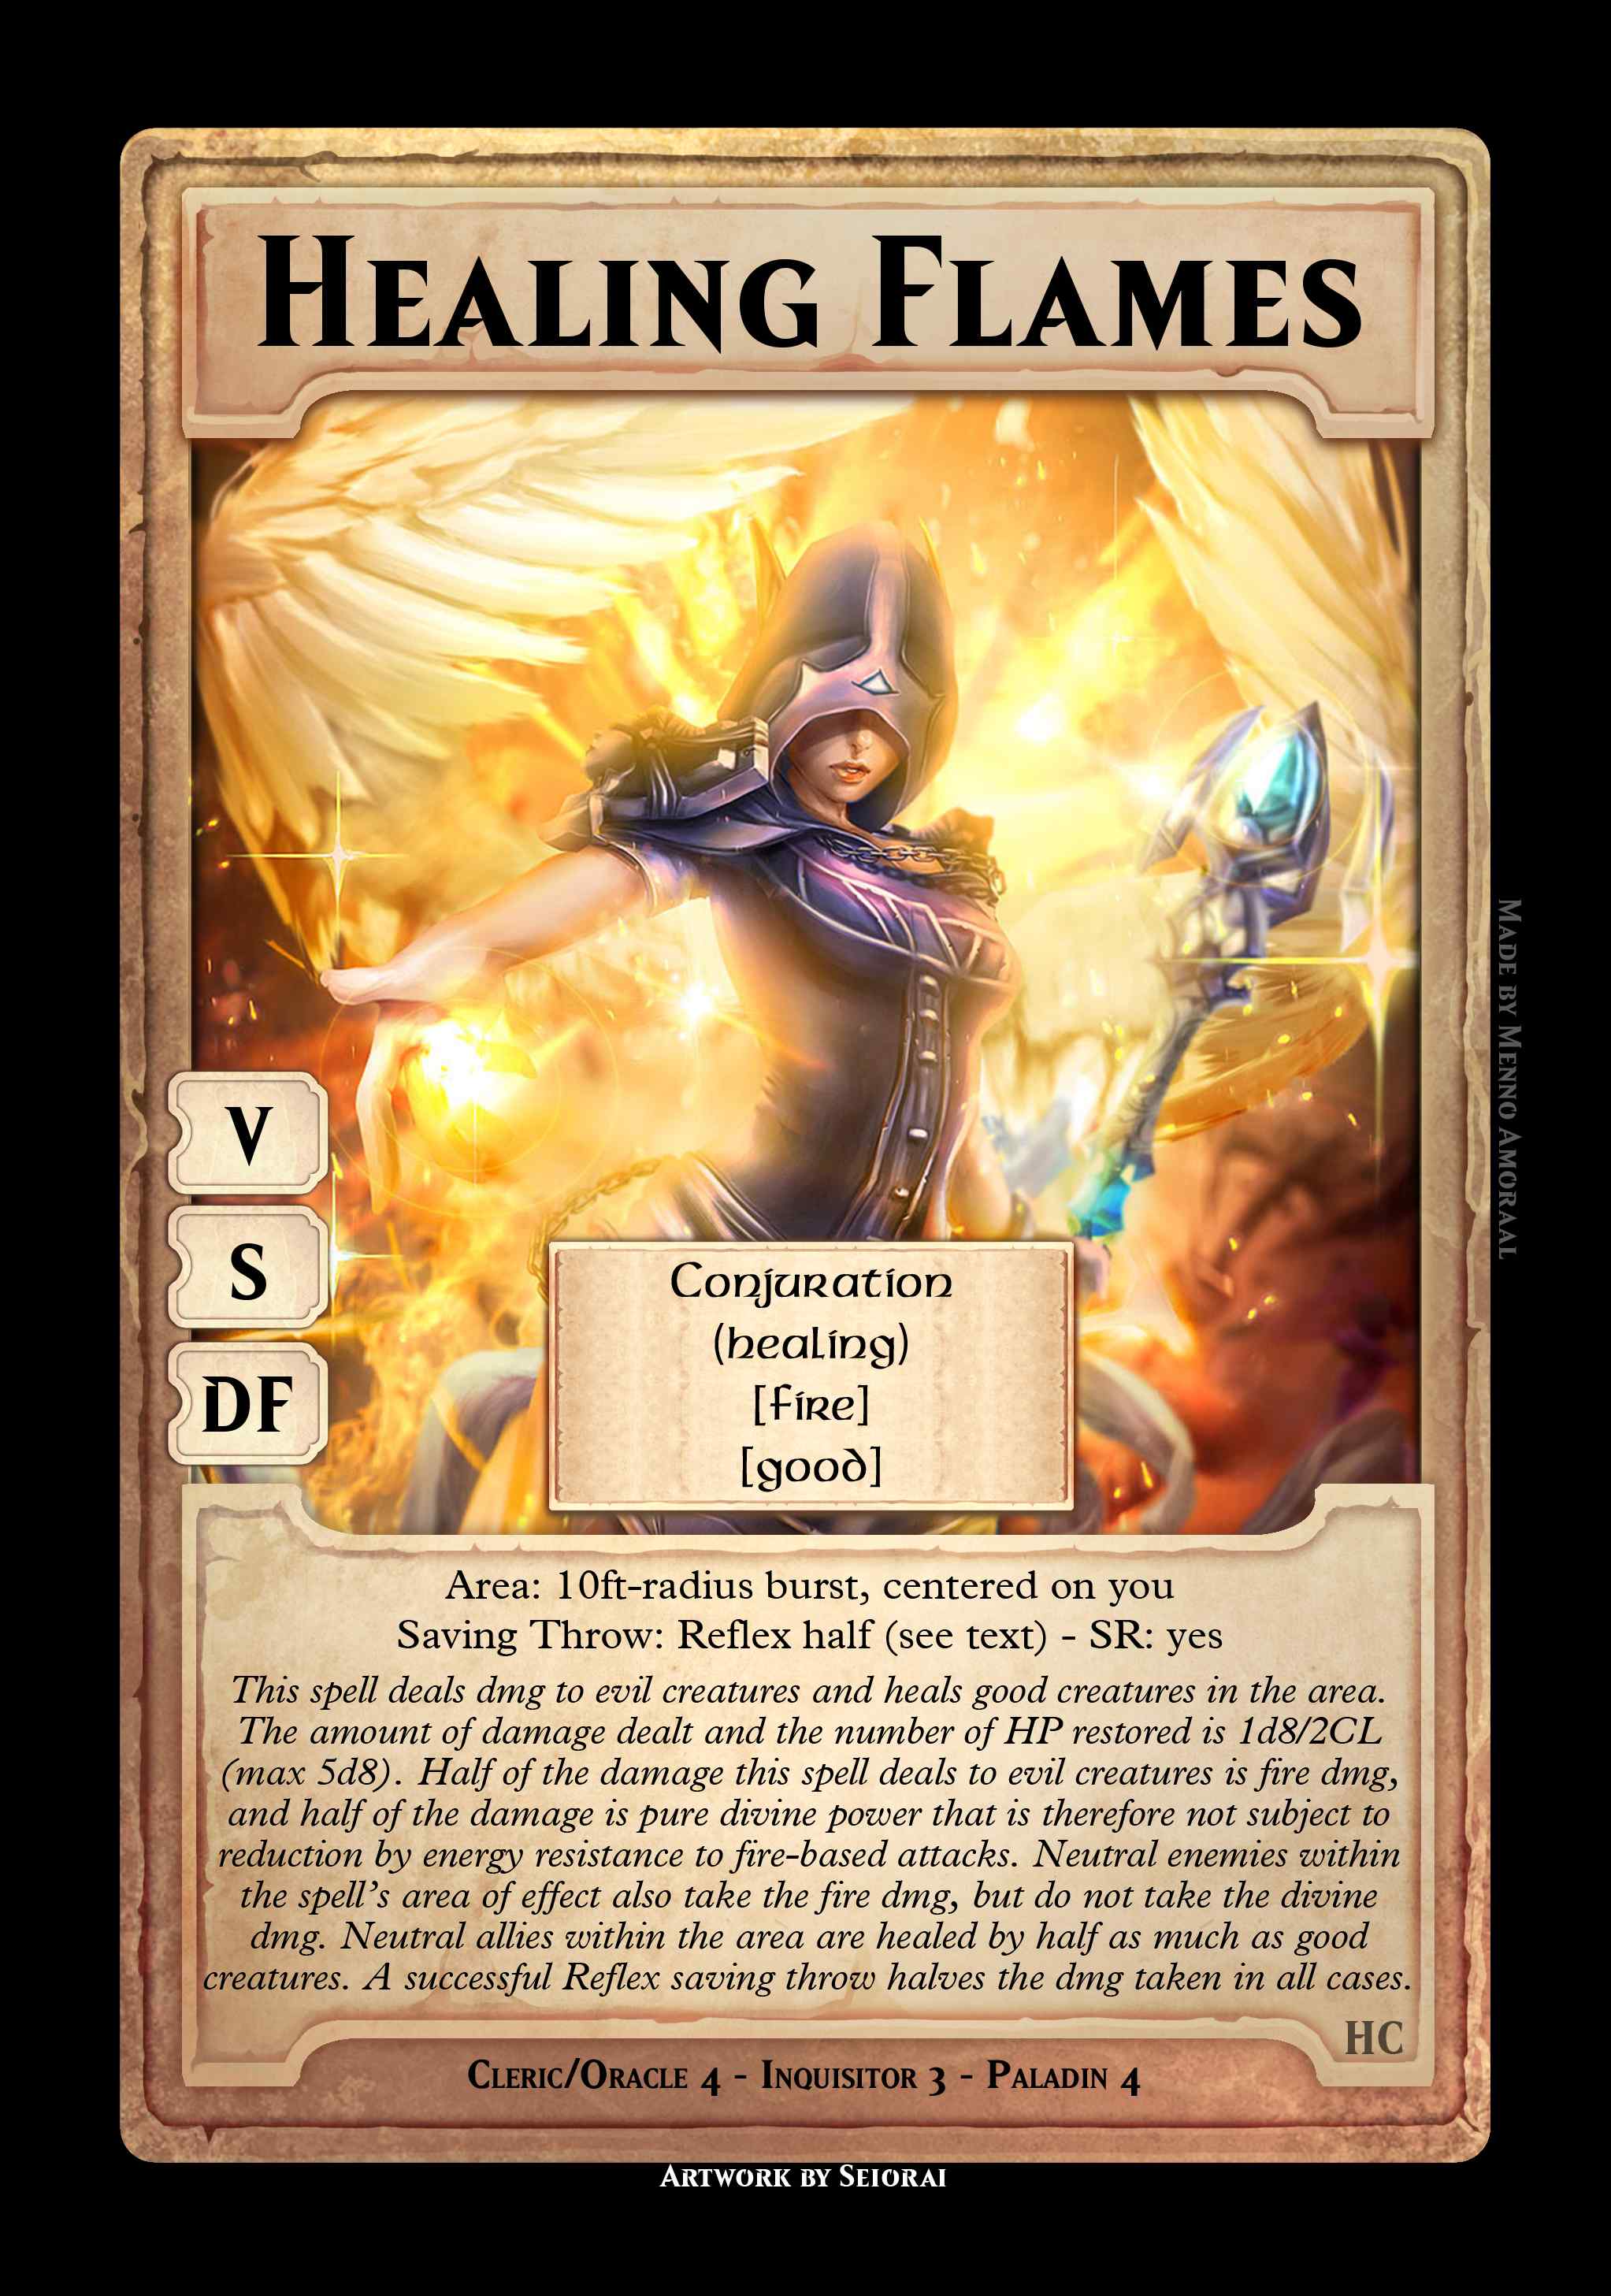 Healing Flames
V
S
DF
Conjuration
(healing)
[fire]
[good]
Area: 10ft-radius burst, centered on you
Saving Throw: Reflex half (see text) - SR: yes
This spell deals dmg to evil creatures and heals good creatures in the area.
The amount of damage dealt and the number of HP restored is 1d8/2CL
(max 5d8). Half of the damage this spell deals to evil creatures is fire dmg,
and half of the damage is pure divine power that is therefore not subject to
reduction by energy resistance to fire-based attacks. Neutral enemies within
the spell's area of effect also take the fire dmg, but do not take the divine
dmg. Neutral allies within the area are healed by half as much as good
creatures. A successful Reflex saving throw halves the dmg taken in all cases.
HC
Cleric/Oracle 4 - Inquisitor 3 - Paladin 4
Artwork by Seiorai
Made by Menno Amoraal